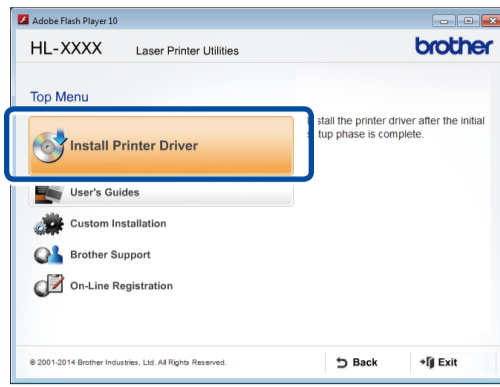 Adobe Flash Player 10
HL-XXXX Laser Printer Utilities brother
Top Menu
stall the printer driver after the initial
tup phase is complete.
Install Printer Driver
User's Guides
Custom Installation
Brother Support
On-Line Registration
© 2001-2014 Brother Industries, Ltd. All Rights Reserved. Back Exit